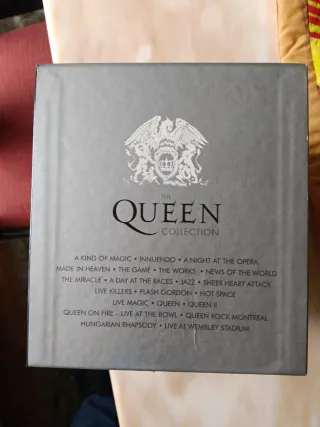 THE
QUEEN
COLLECTION
A KIND OF MAGIC • INNUENDO • A NIGHT AT THE OPERA
MADE IN HEAVEN • THE GAME • THE WORKS • NEWS OF THE WORLD
THE MIRACLE • A DAY AT THE RACES • JAZZ • SHEER HEART ATTACK
LIVE KILLERS • FLASH GORDON • HOT SPACE
LIVE MAGIC • QUEEN • QUEEN II
QUEEN ON FIRE – LIVE AT THE BOWL • QUEEN ROCK MONTREAL
HUNGARIAN RHAPSODY • LIVE AT WEMBLEY STADIUM